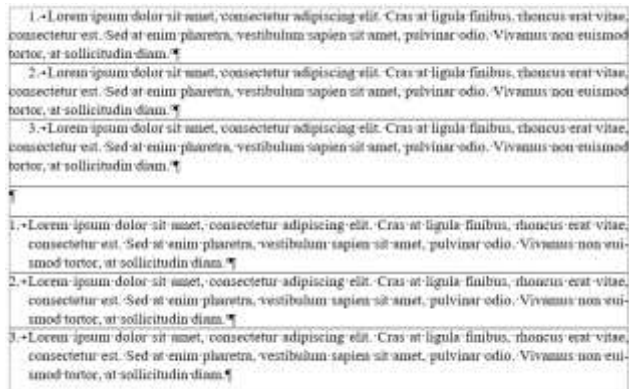 1. Lorem ipsum dolor sit amet, consectetur adipiscing elit. Cras at ligula finibus, rhoncus erat vitae,
consectetur est. Sed at enim pharetra, vestibulum sapien sit amet, pulvinar odio. Vivamus non euismod
tortor, at sollicitudin diam.¶
2. Lorem ipsum dolor sit amet, consectetur adipiscing elit. Cras at ligula finibus, rhoncus erat vitae,
consectetur est. Sed at enim pharetra, vestibulum sapien sit amet, pulvinar odio. Vivamus non euismod
tortor, at sollicitudin diam.¶
3. Lorem ipsum dolor sit amet, consectetur adipiscing elit. Cras at ligula finibus, rhoncus erat vitae,
consectetur est. Sed at enim pharetra, vestibulum sapien sit amet, pulvinar odio. Vivamus non euismod
tortor, at sollicitudin diam.¶
¶
1. Lorem ipsum dolor sit amet, consectetur adipiscing elit. Cras at ligula finibus, rhoncus erat vitae,
consectetur est. Sed at enim pharetra, vestibulum sapien sit amet, pulvinar odio. Vivamus non eui-
smod tortor, at sollicitudin diam.¶
2. Lorem ipsum dolor sit amet, consectetur adipiscing elit. Cras at ligula finibus, rhoncus erat vitae,
consectetur est. Sed at enim pharetra, vestibulum sapien sit amet, pulvinar odio. Vivamus non eui-
smod tortor, at sollicitudin diam.¶
3. Lorem ipsum dolor sit amet, consectetur adipiscing elit. Cras at ligula finibus, rhoncus erat vitae,
consectetur est. Sed at enim pharetra, vestibulum sapien sit amet, pulvinar odio. Vivamus non eui-
smod tortor, at sollicitudin diam.¶